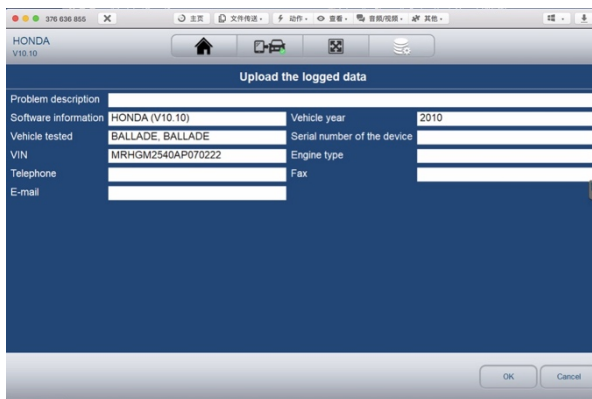 376 636 855 X 主页 文件传送 动作 查看 音频/视频 其他
HONDA
V10.10
Upload the logged data
Problem description
Software information HONDA (V10.10) Vehicle year 2010
Vehicle tested BALLADE, BALLADE Serial number of the device
VIN MRHGM2540AP070222 Engine type
Telephone Fax
E-mail
OK Cancel